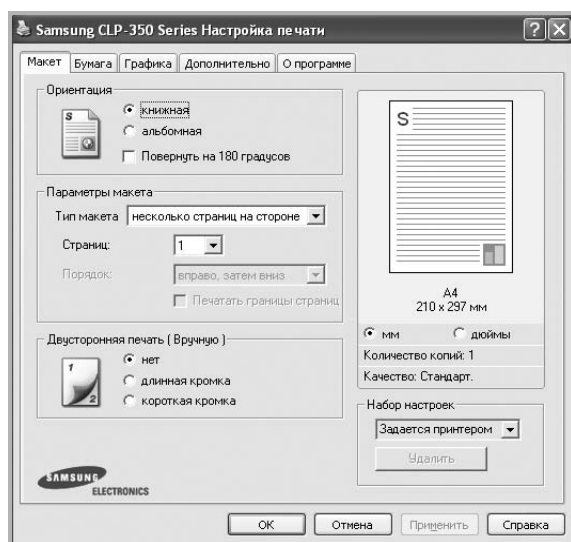 Samsung CLP-350 Series Настройка печати
Макет Бумага Графика Дополнительно О программе
Ориентация
S
книжная
альбомная
Повернуть на 180 градусов
Параметры макета
Тип макета несколько страниц на стороне
Страниц: 1
Порядок: вправо, затем вниз
Печатать границы страниц
Двусторонняя печать ( Вручную )
1
2
нет
длинная кромка
короткая кромка
SAMSUNG
ELECTRONICS
S
A4
210 x 297 мм
мм дюймы
Количество копий: 1
Качество: Стандарт.
Набор настроек
Задается принтером
Удалить
OK Отмена Применить Справка